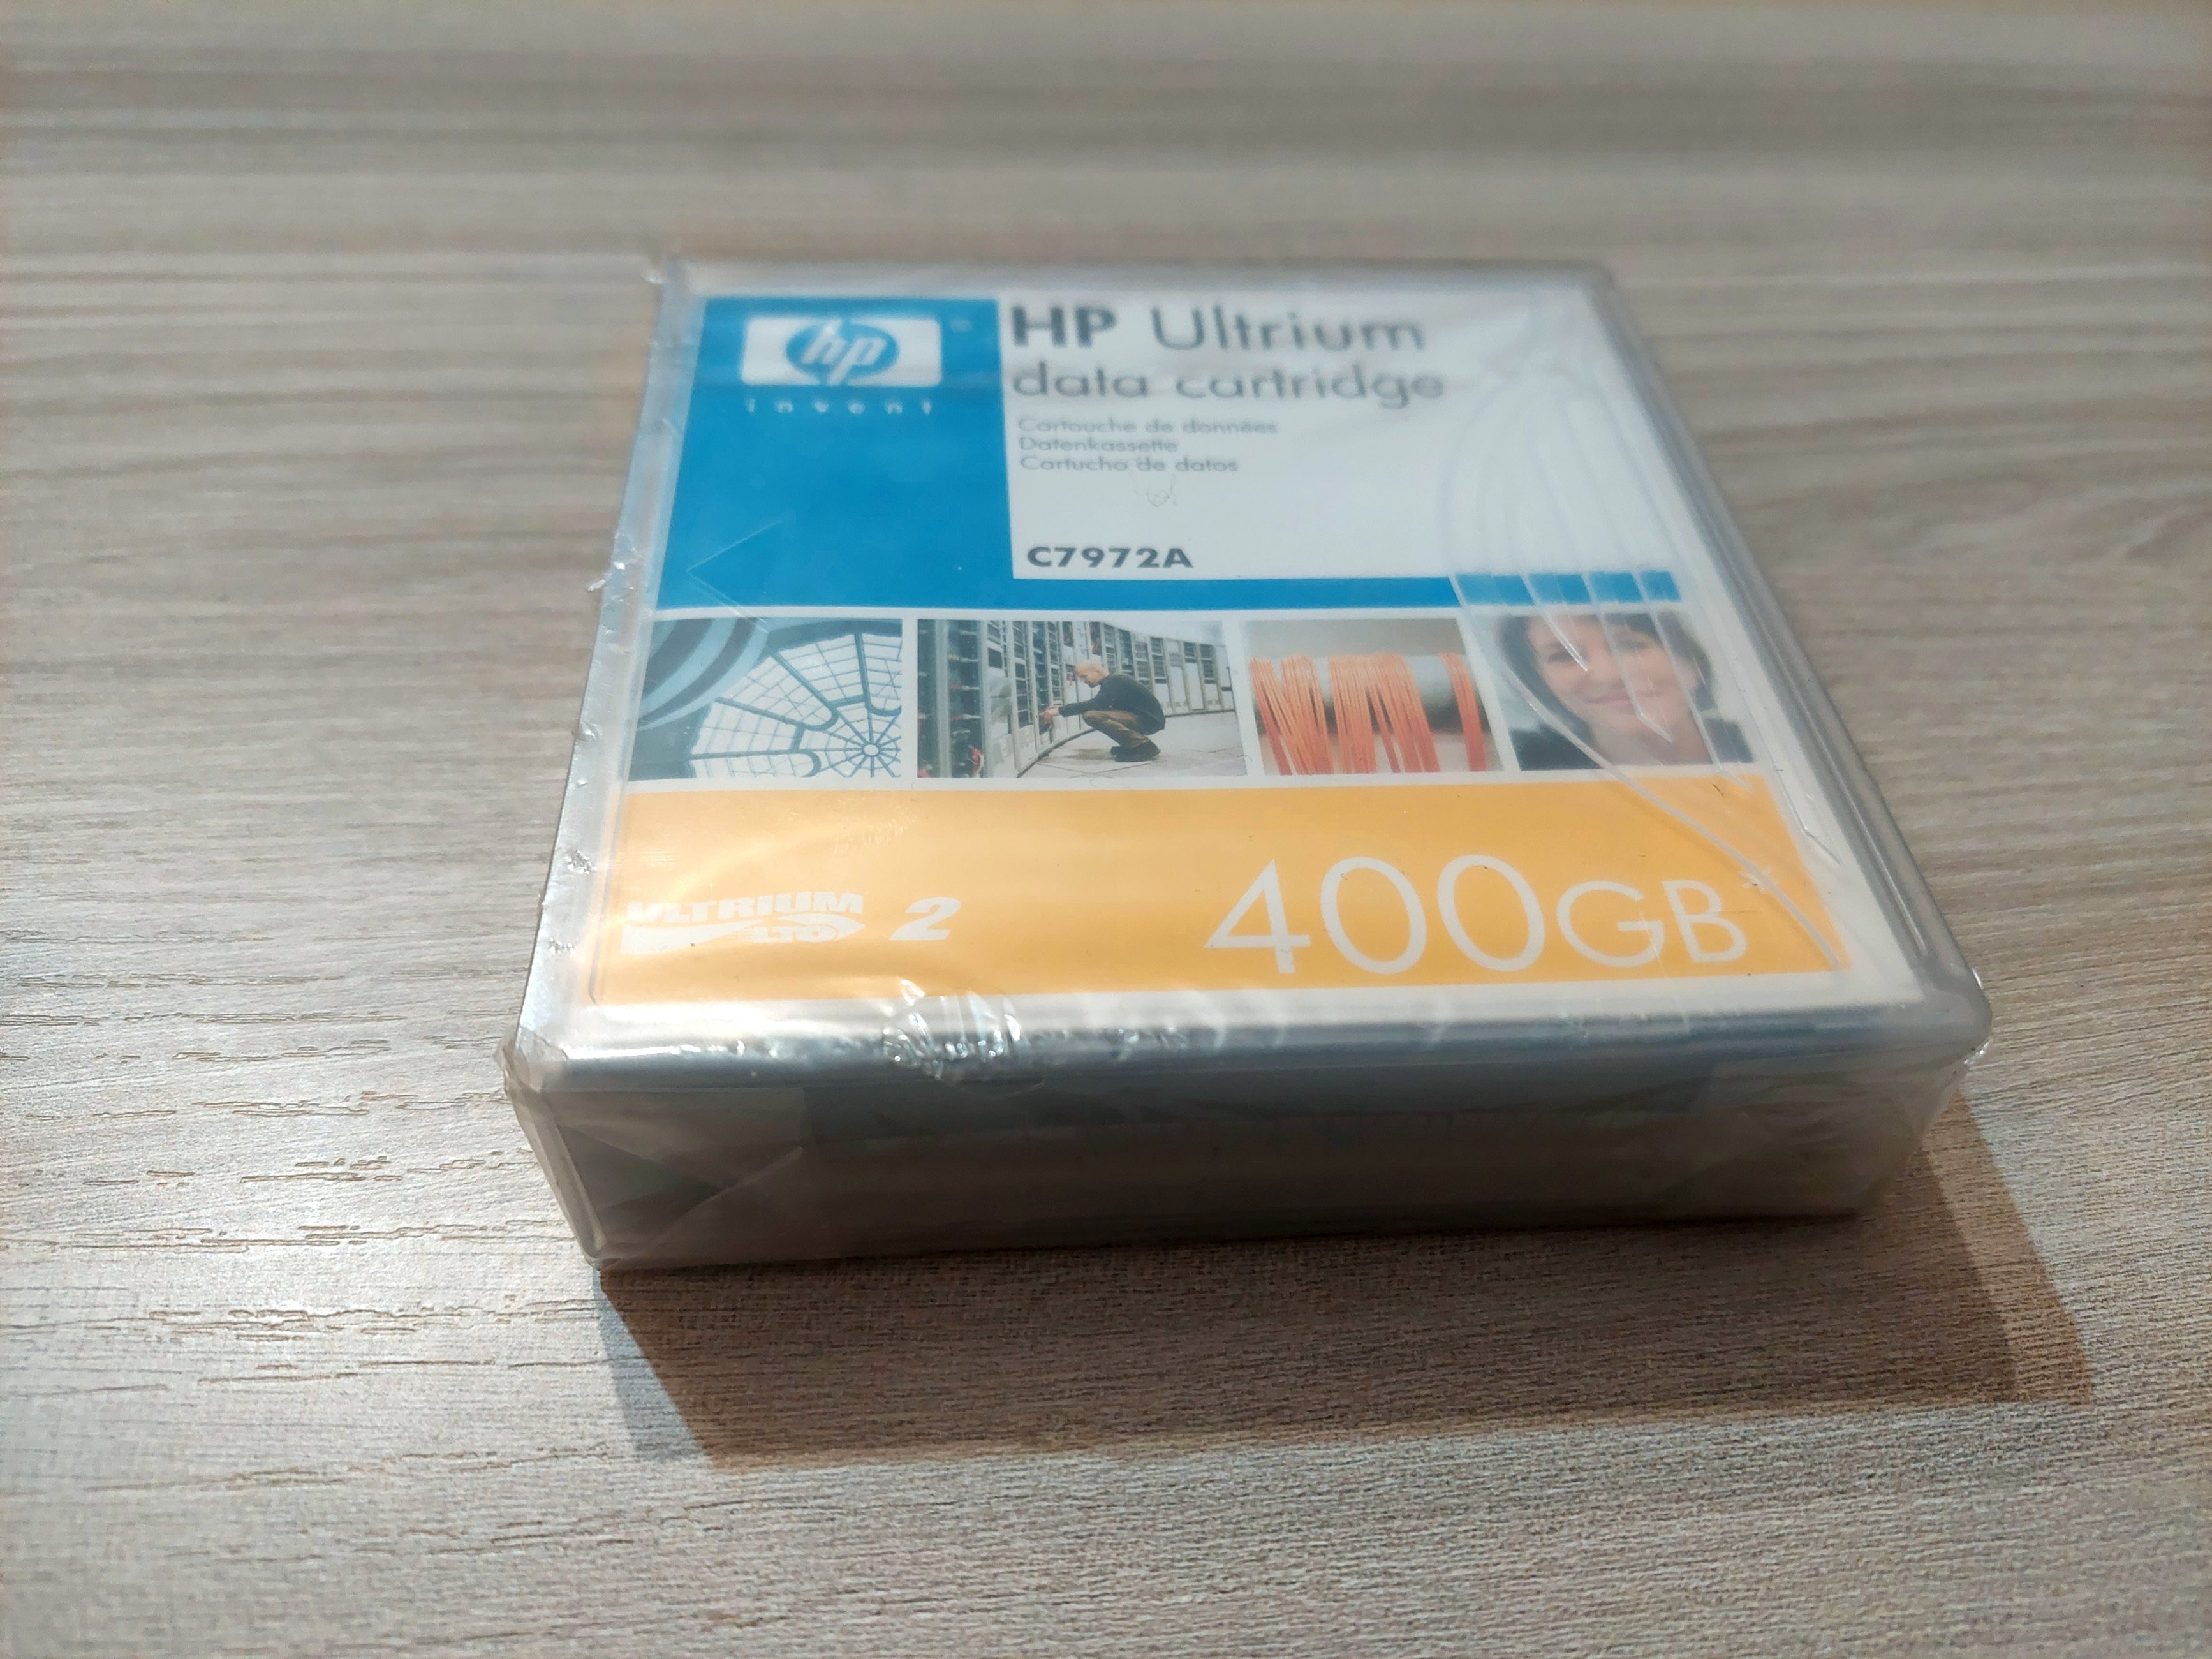 hp
invent
HP Ultrium
data cartridge
Cartouche de données
Datenkassette
Cartucho de datos
C7972A
ULTRIUM
LTO
2
400GB*